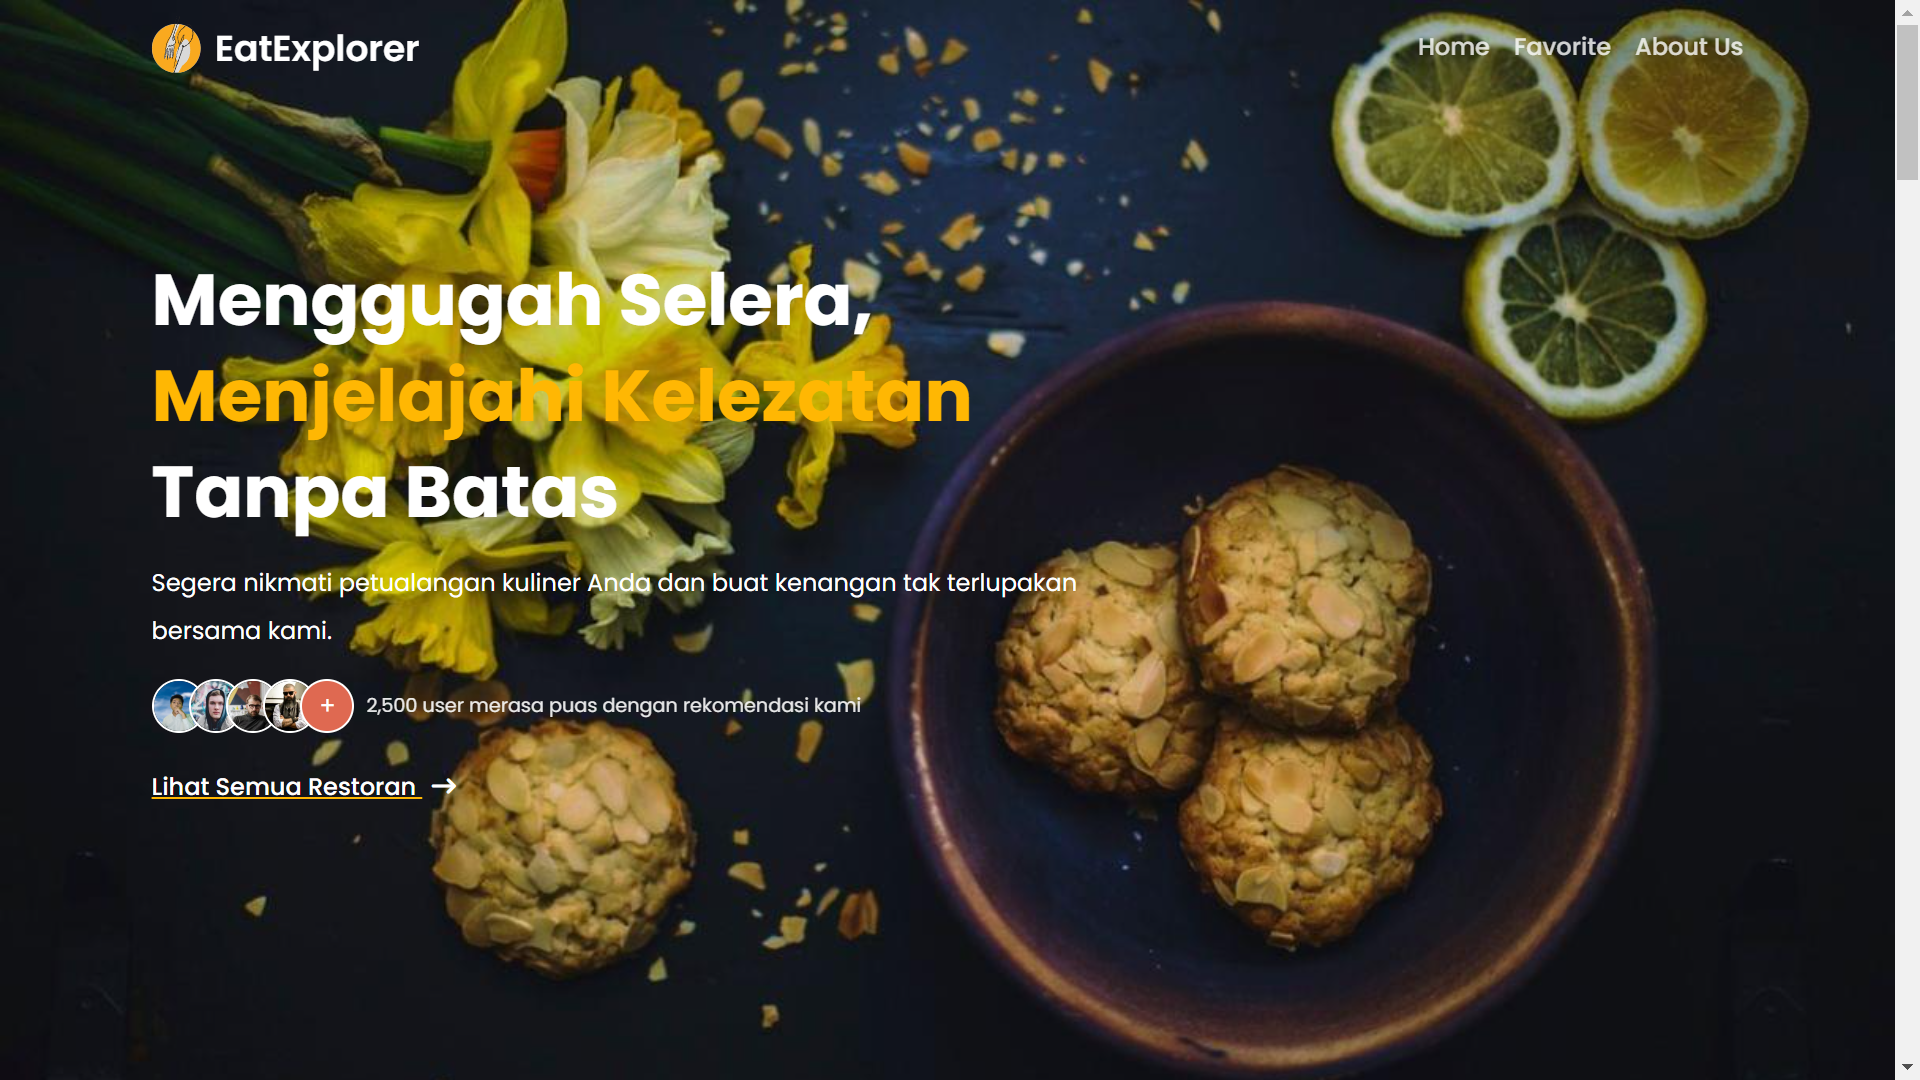 EatExplorer
Home Favorite About Us
Menggugah Selera,
Menjelajahi Kelezatan
Tanpa Batas
Segera nikmati petualangan kuliner Anda dan buat kenangan tak terlupakan
bersama kami.
+ 2,500 user merasa puas dengan rekomendasi kami
Lihat Semua Restoran →